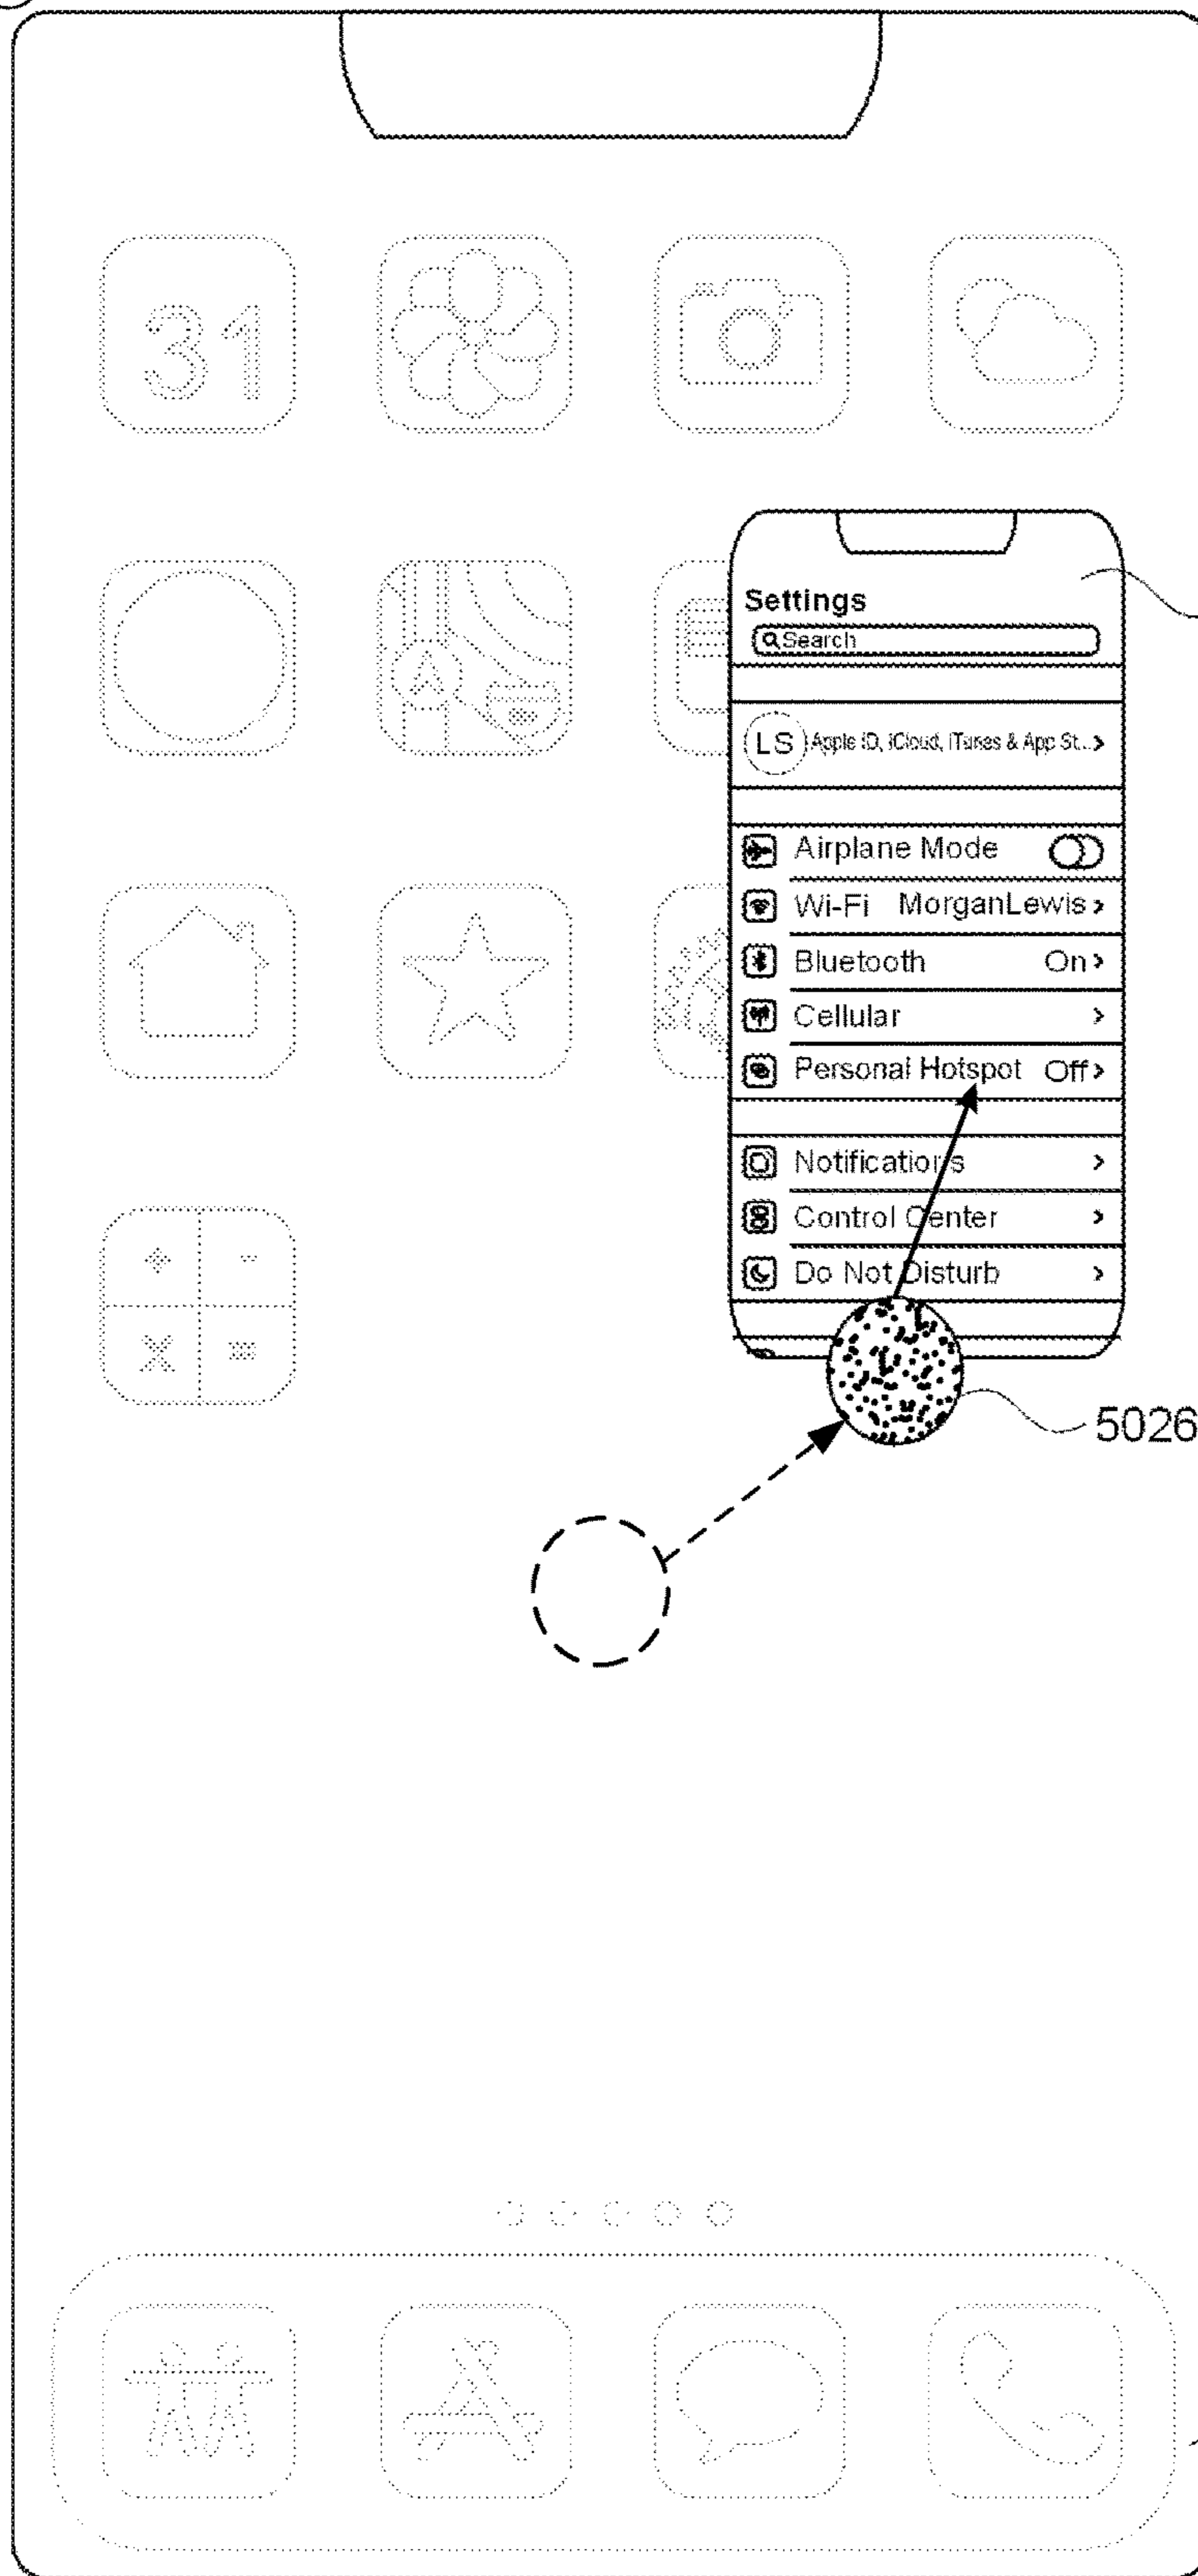 31
Settings
Search
LS Apple ID, iCloud, iTunes & App St...
Airplane Mode
Wi-Fi MorganLewis
Bluetooth On
Cellular
Personal Hotspot Off
Notifications
Control Center
Do Not Disturb
5026